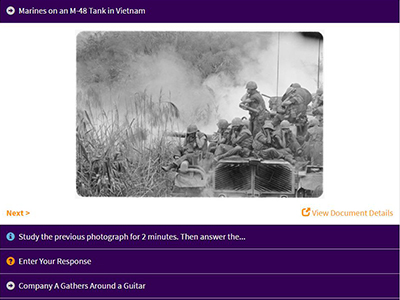 Marines on an M-48 Tank in Vietnam
Next >
View Document Details
Study the previous photograph for 2 minutes. Then answer the...
Enter Your Response
Company A Gathers Around a Guitar